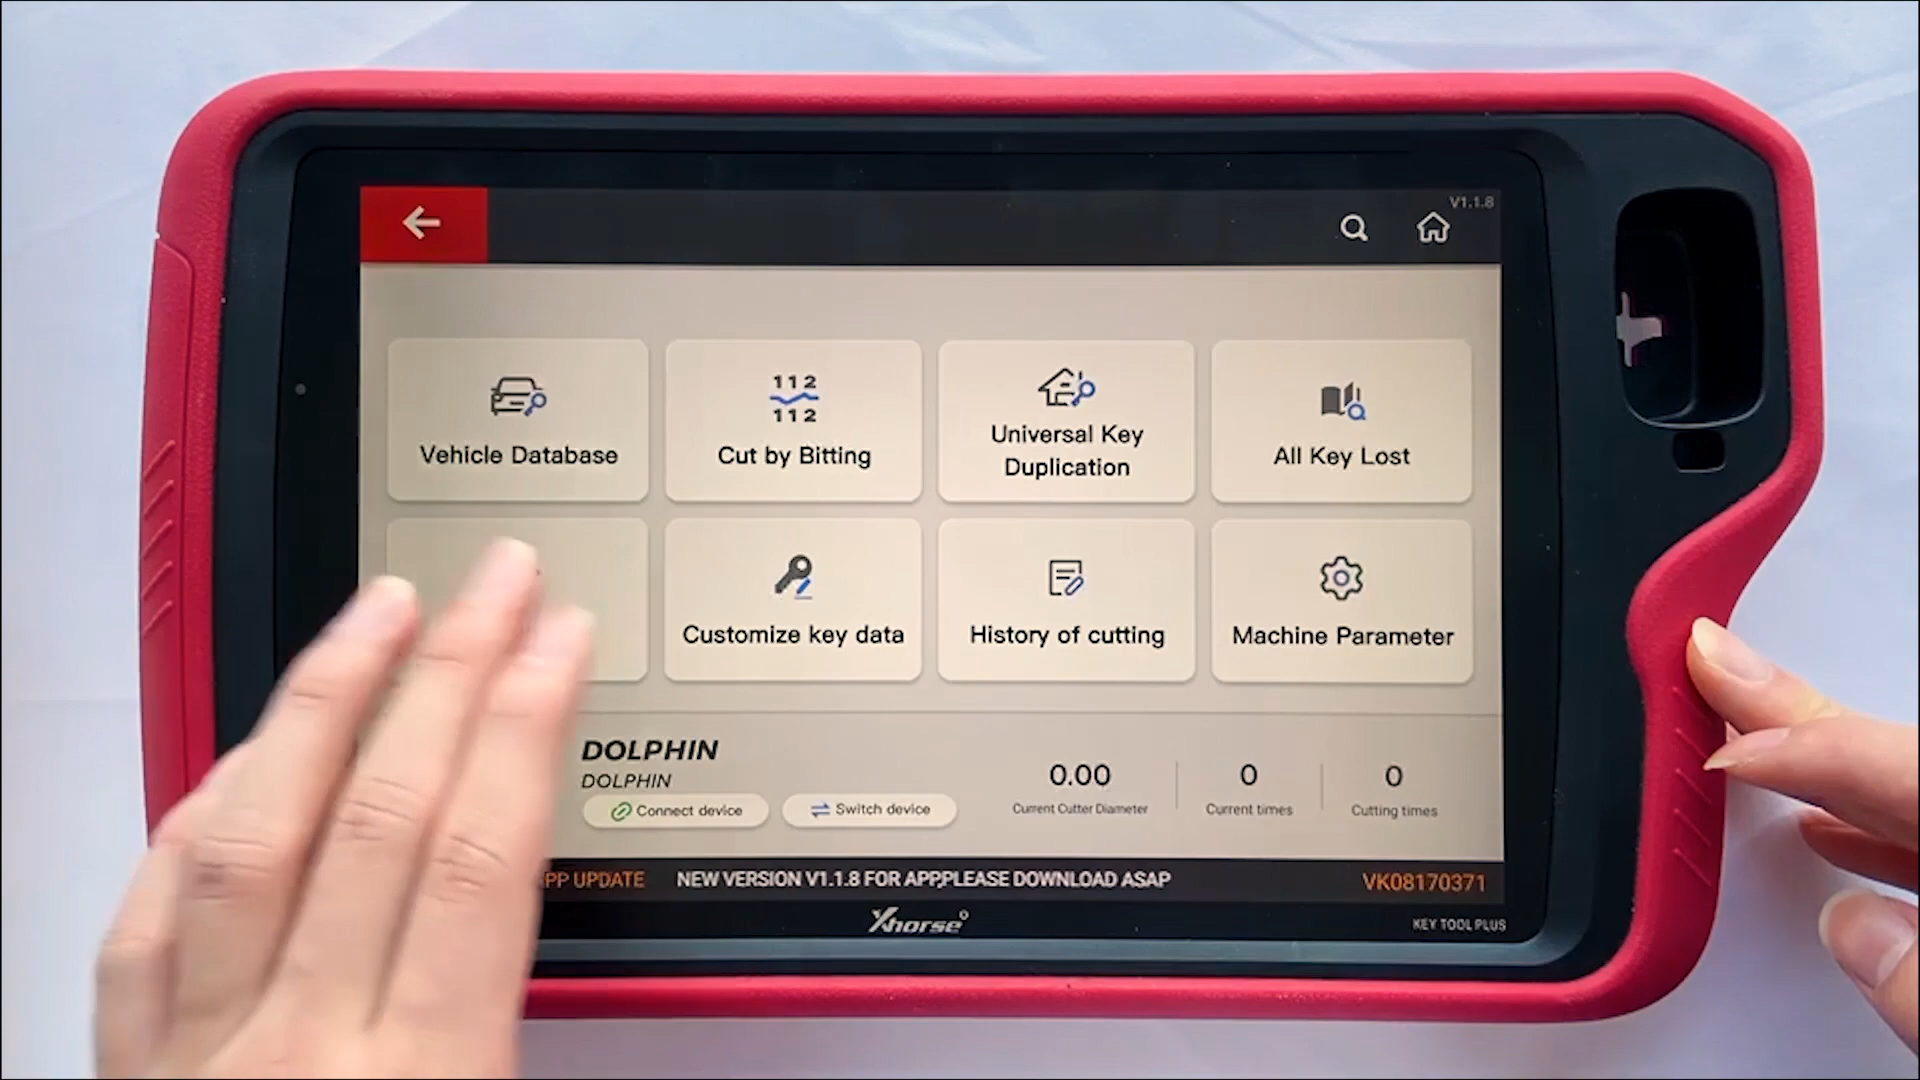 V1.1.8
Vehicle Database
112
112
Cut by Bitting
Universal Key
Duplication
All Key Lost
Customize key data
History of cutting
Machine Parameter
DOLPHIN
DOLPHIN
Connect device
Switch device
0.00
Current Cutter Diameter
0
Current times
0
Cutting times
PP UPDATE
NEW VERSION V1.1.8 FOR APP,PLEASE DOWNLOAD ASAP
VK08170371
Xhorse
KEY TOOL PLUS